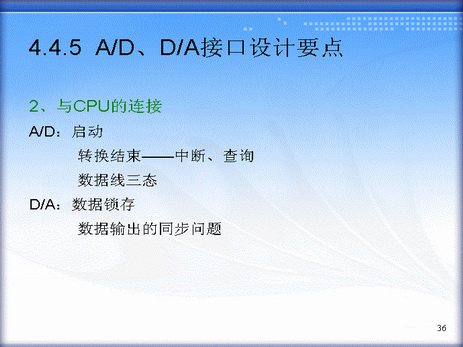 4.4.5 A/D、D/A接口设计要点
2、与CPU的连接
A/D：启动
转换结束——中断、查询
数据线三态
D/A：数据锁存
数据输出的同步问题
36